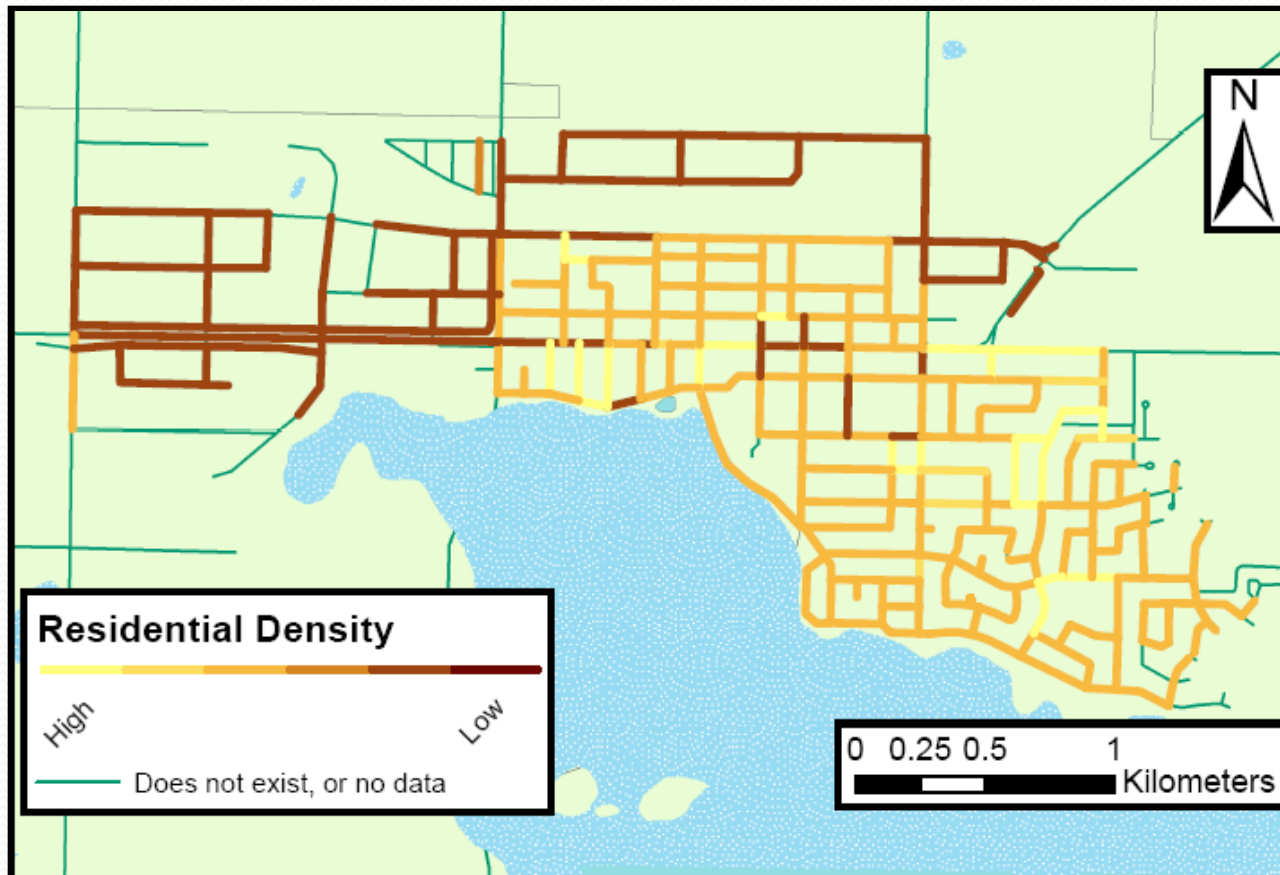 N
Residential Density
High
Low
Does not exist, or no data
0 0.25 0.5 1
Kilometers